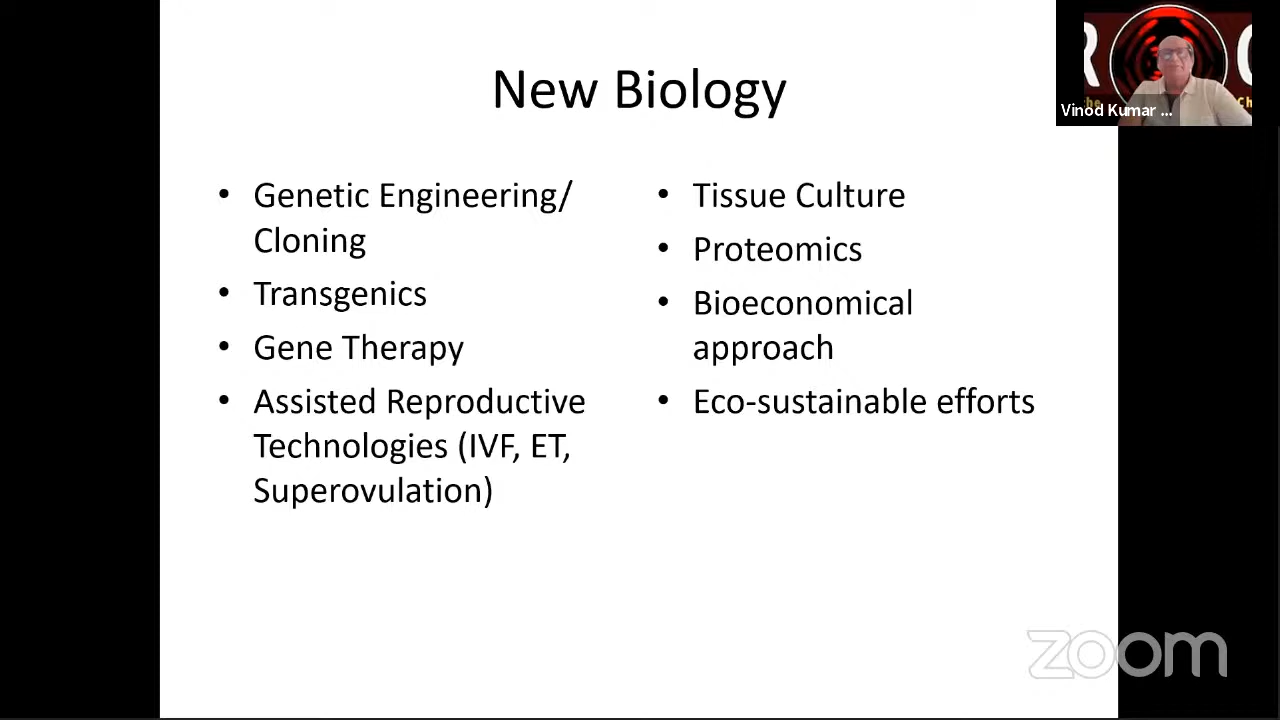 New Biology
• Genetic Engineering/
Cloning
• Transgenics
• Gene Therapy
• Assisted Reproductive
Technologies (IVF, ET,
Superovulation)
• Tissue Culture
• Proteomics
• Bioeconomical
approach
• Eco-sustainable efforts
R
Vinod Kumar ...
Ch
zoom